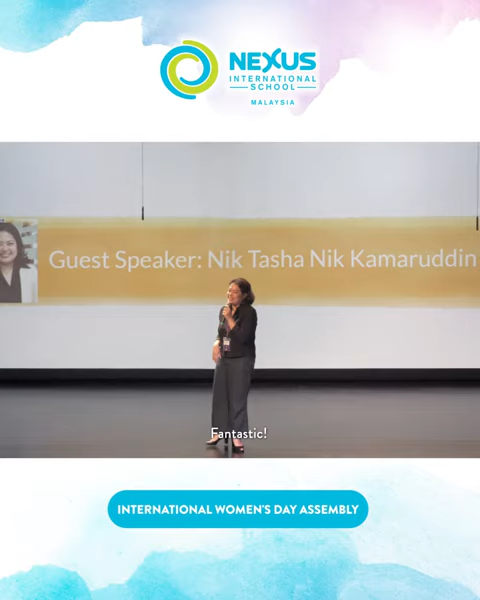 NEXUS
INTERNATIONAL
SCHOOL
MALAYSIA
Guest Speaker: Nik Tasha Nik Kamaruddin
Fantastic!
INTERNATIONAL WOMEN'S DAY ASSEMBLY